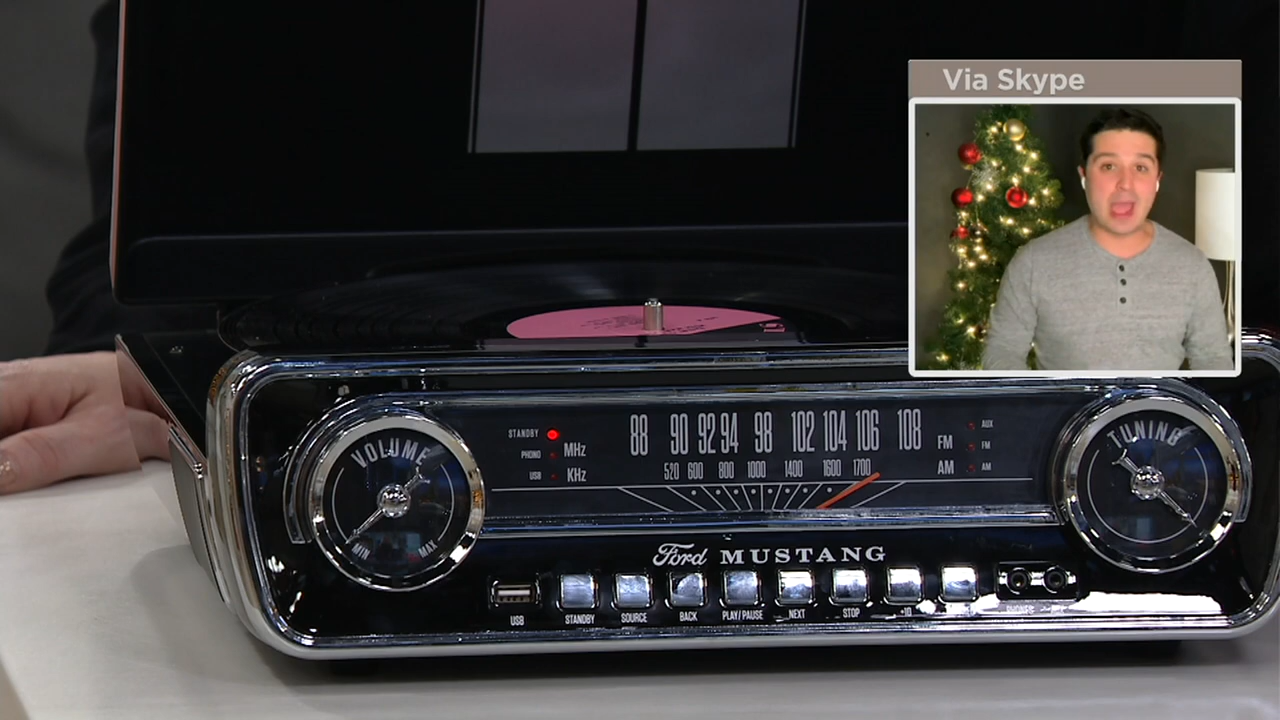 Via Skype
VOLUME
MIN
MAX
STANDBY
PHONO
USB
MHz
KHz
88 90 92 94 98 102 104 106 108
520 600 800 1000 1400 1600 1700
FM
AM
AUX
FM
AM
TUNING
Ford MUSTANG
USB
STANDBY
SOURCE
BACK
PLAY/PAUSE
NEXT
STOP